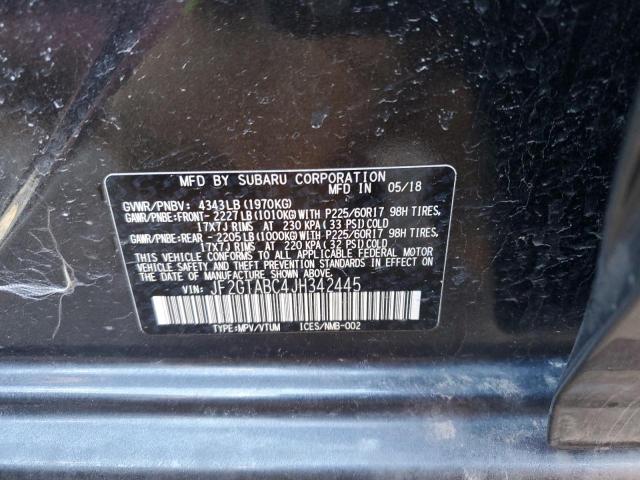 MFD BY SUBARU CORPORATION
MFD IN 05/18
GVWR/PNBV: 4343LB(1970KG)
GAWR/PNBE:FRONT-2227LB(1010KG)WITH P225/60R17 98H TIRES,
17X7J RIMS AT 230 KPA(33 PSI)COLD
GAWR/PNBE:REAR -2205LB(1000KG)WITH P225/60R17 98H TIRES,
17X7J RIMS AT 220 KPA(32 PSI)COLD
THIS VEHICLE CONFORMS TO ALL APPLICABLE FEDERAL MOTOR
VEHICLE SAFETY AND THEFT PREVENTION STANDARDS IN EFFECT
ON THE DATE OF MANUFACTURE SHOWN ABOVE.
VIN: JF2GTABC4JH342445
TYPE:MPV/VTUM ICES/NMB-002